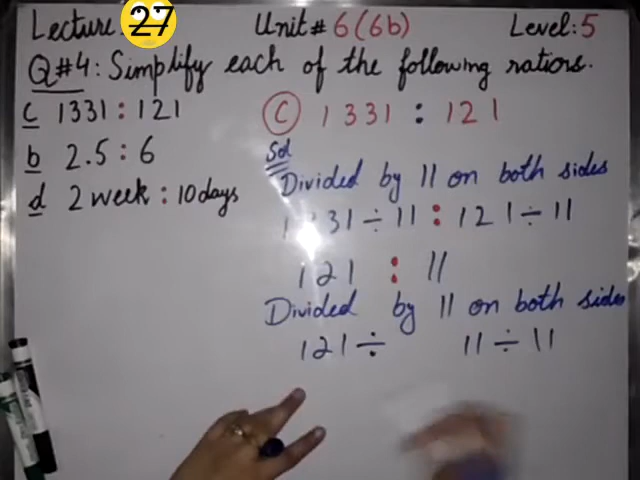 Lecture: 27 Unit # 6(6b) Level: 5
Q#4: Simplify each of the following rations.
c 1331 : 121
b 2.5 : 6
d 2 week : 10 days
C 1331 : 121
Sol
Divided by 11 on both sides
1331 ÷ 11 : 121 ÷ 11
121 : 11
Divided by 11 on both sides
121 ÷ 11 ÷ 11